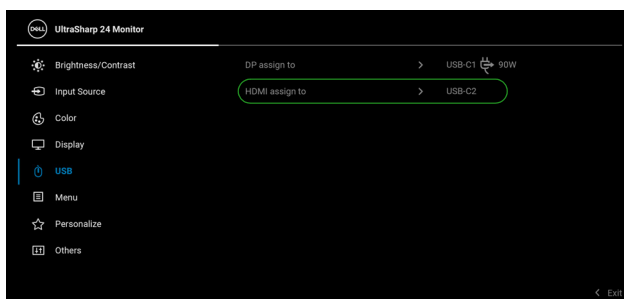 DELL UltraSharp 24 Monitor
Brightness/Contrast
DP assign to > USB-C1 90W
Input Source
HDMI assign to > USB-C2
Color
Display
USB
Menu
Personalize
Others
< Exit